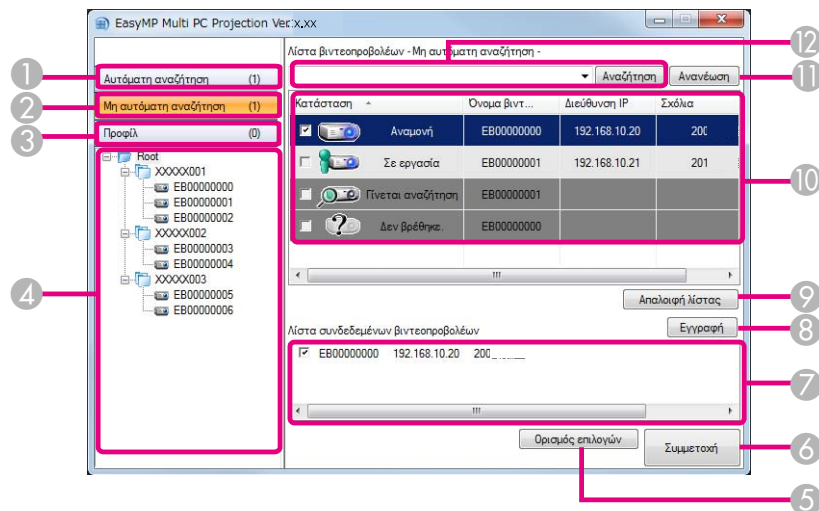 EasyMP Multi PC Projection Ver.x.xx
Λίστα βιντεοπροβολέων - Μη αυτόματη αναζήτηση -
12
1
Αυτόματη αναζήτηση (1)
Αναζήτηση
Ανανέωση
11
2
Μη αυτόματη αναζήτηση (1)
Κατάσταση
Όνομα βιντ...
Διεύθυνση IP
Σχόλια
3
Προφίλ (0)
Αναμονή EB00000000 192.168.10.20 200
Σε εργασία EB00000001 192.168.10.21 201
Γίνεται αναζήτηση EB00000001
Δεν βρέθηκε. EB00000000
10
4
Root
XXXXX001
EB00000000
EB00000001
EB00000002
XXXXX002
EB00000003
EB00000004
XXXXX003
EB00000005
EB00000006
Απαλοιφή λίστας
9
Εγγραφή
8
Λίστα συνδεδεμένων βιντεοπροβολέων
EB00000000 192.168.10.20 200
7
Ορισμός επιλογών
Συμμετοχή
6
5